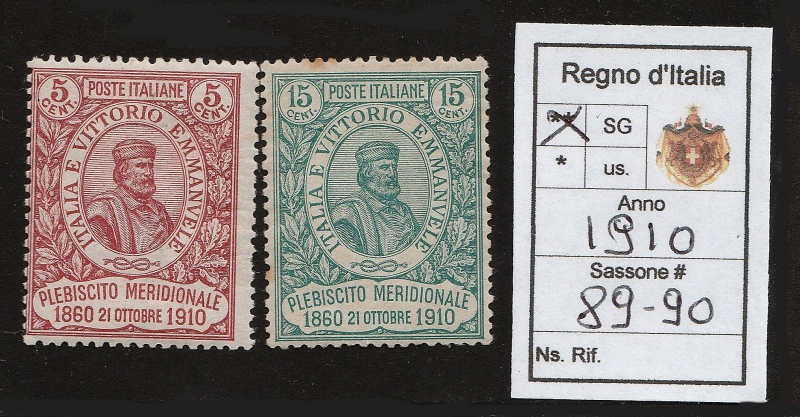 5 CENT.
POSTE ITALIANE
5 CENT.
ITALIA E VITTORIO EMMANVELE
PLEBISCITO MERIDIONALE
1860 21 OTTOBRE 1910
15 CENT.
POSTE ITALIANE
15 CENT.
ITALIA E VITTORIO EMMANVELE
PLEBISCITO MERIDIONALE
1860 21 OTTOBRE 1910
Regno d'Italia
** SG
* us.
Anno
1910
Sassone #
89-90
Ns. Rif.